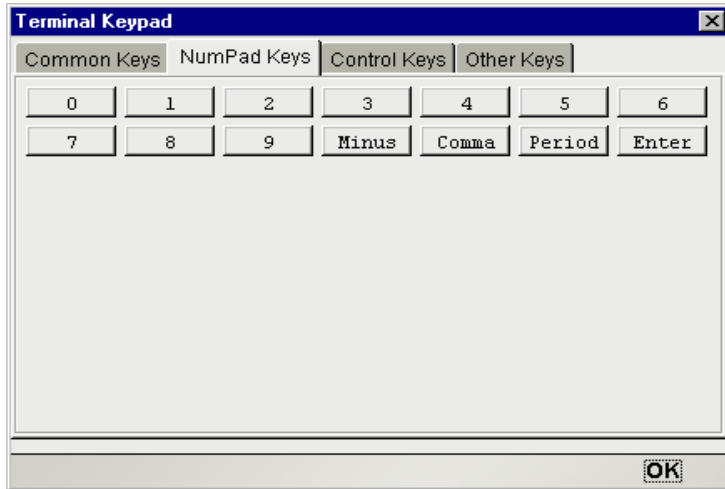 Terminal Keypad
Common Keys NumPad Keys Control Keys Other Keys
0 1 2 3 4 5 6
7 8 9 Minus Comma Period Enter
OK